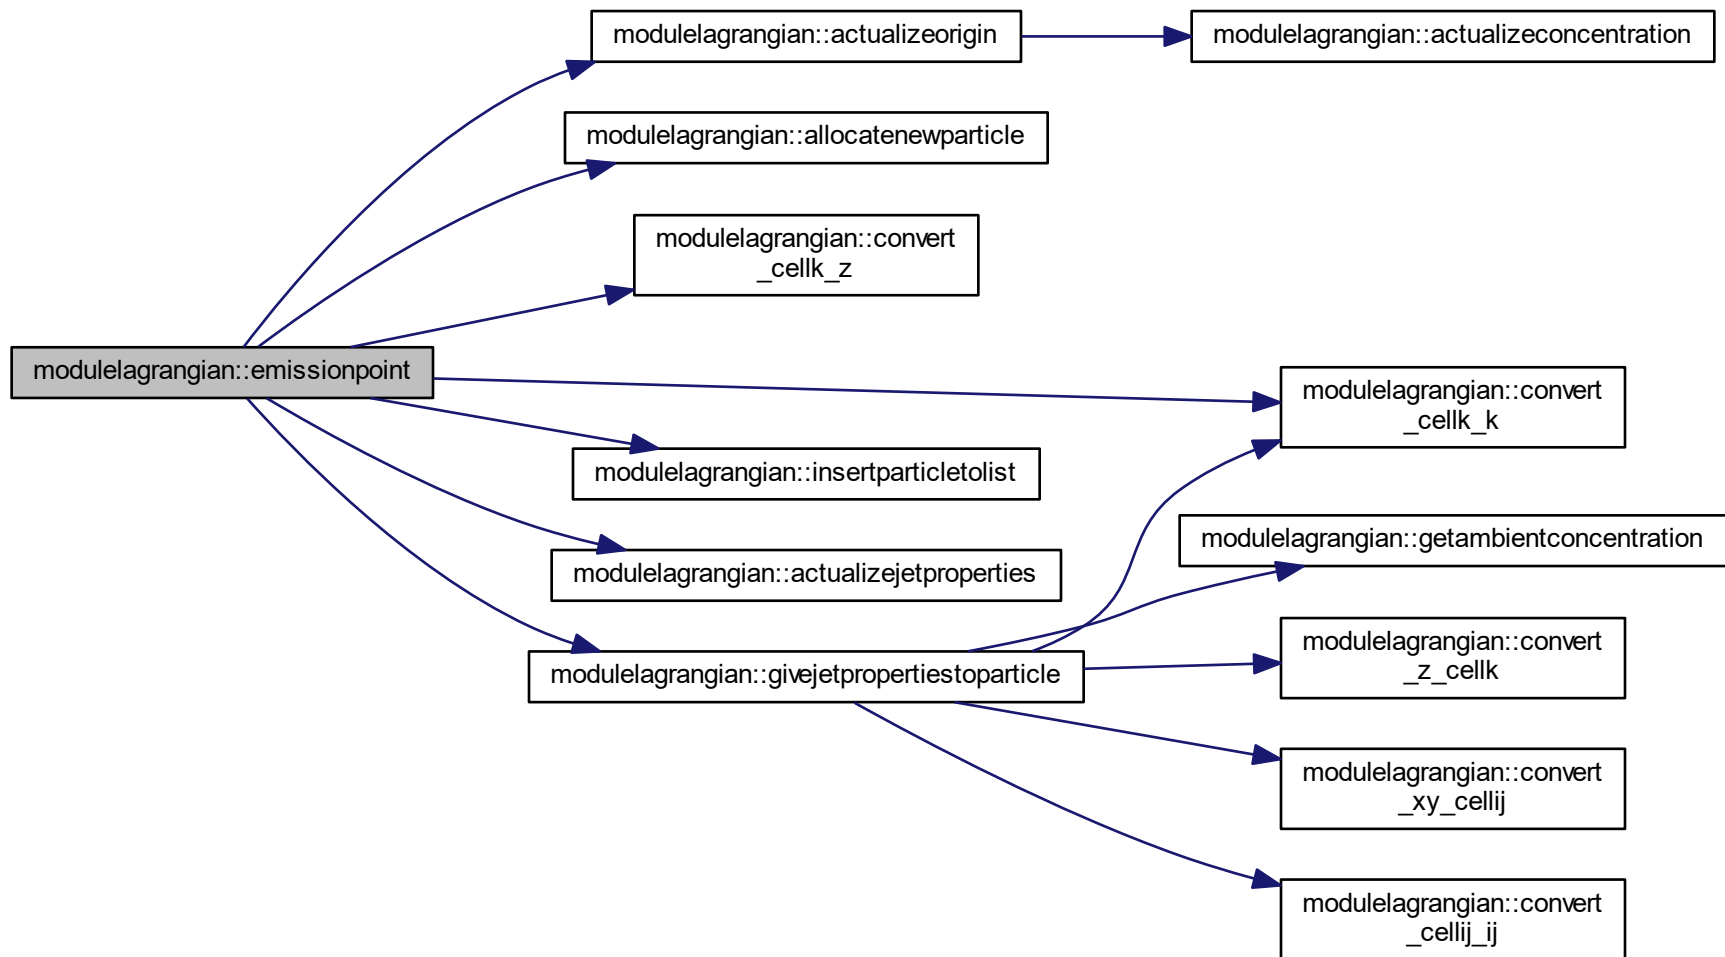 modulelagrangian::actualizeorigin
modulelagrangian::actualizeconcentration
modulelagrangian::allocatenewparticle
modulelagrangian::convert
_cellk_z
modulelagrangian::emissionpoint
modulelagrangian::convert
_cellk_k
modulelagrangian::insertparticletolist
modulelagrangian::getambientconcentration
modulelagrangian::actualizejetproperties
modulelagrangian::givejetpropertiestoparticle
modulelagrangian::convert
_z_cellk
modulelagrangian::convert
_xy_cellij
modulelagrangian::convert
_cellij_ij